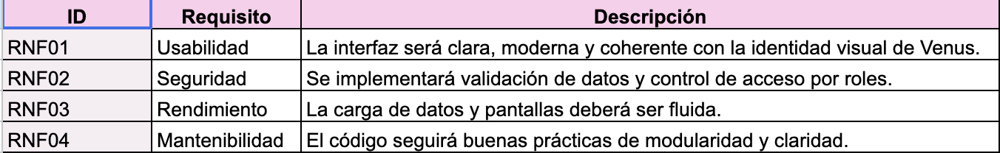 ID Requisito Descripción
RNF01 Usabilidad La interfaz será clara, moderna y coherente con la identidad visual de Venus.
RNF02 Seguridad Se implementará validación de datos y control de acceso por roles.
RNF03 Rendimiento La carga de datos y pantallas deberá ser fluida.
RNF04 Mantenibilidad El código seguirá buenas prácticas de modularidad y claridad.